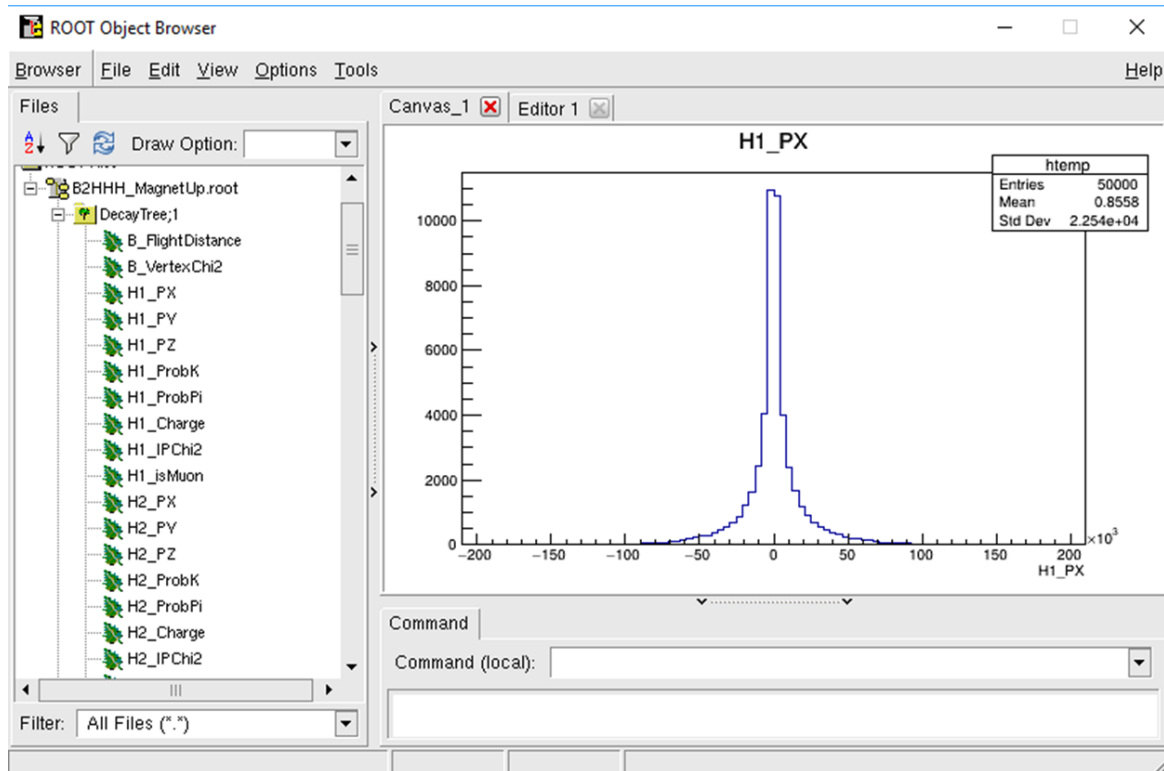 ROOT Object Browser
Browser File Edit View Options Tools Help
Files
Draw Option:
B2HHH_MagnetUp.root
DecayTree;1
B_FlightDistance
B_VertexChi2
H1_PX
H1_PY
H1_PZ
H1_ProbK
H1_ProbPi
H1_Charge
H1_IPChi2
H1_isMuon
H2_PX
H2_PY
H2_PZ
H2_ProbK
H2_ProbPi
H2_Charge
H2_IPChi2
Filter: All Files (*.*)
Canvas_1 Editor 1
H1_PX
htemp
Entries 50000
Mean 0.8558
Std Dev 2.254e+04
10000
8000
6000
4000
2000
0
−200 −150 −100 −50 0 50 100 150 200 ×10³
H1_PX
Command
Command (local):